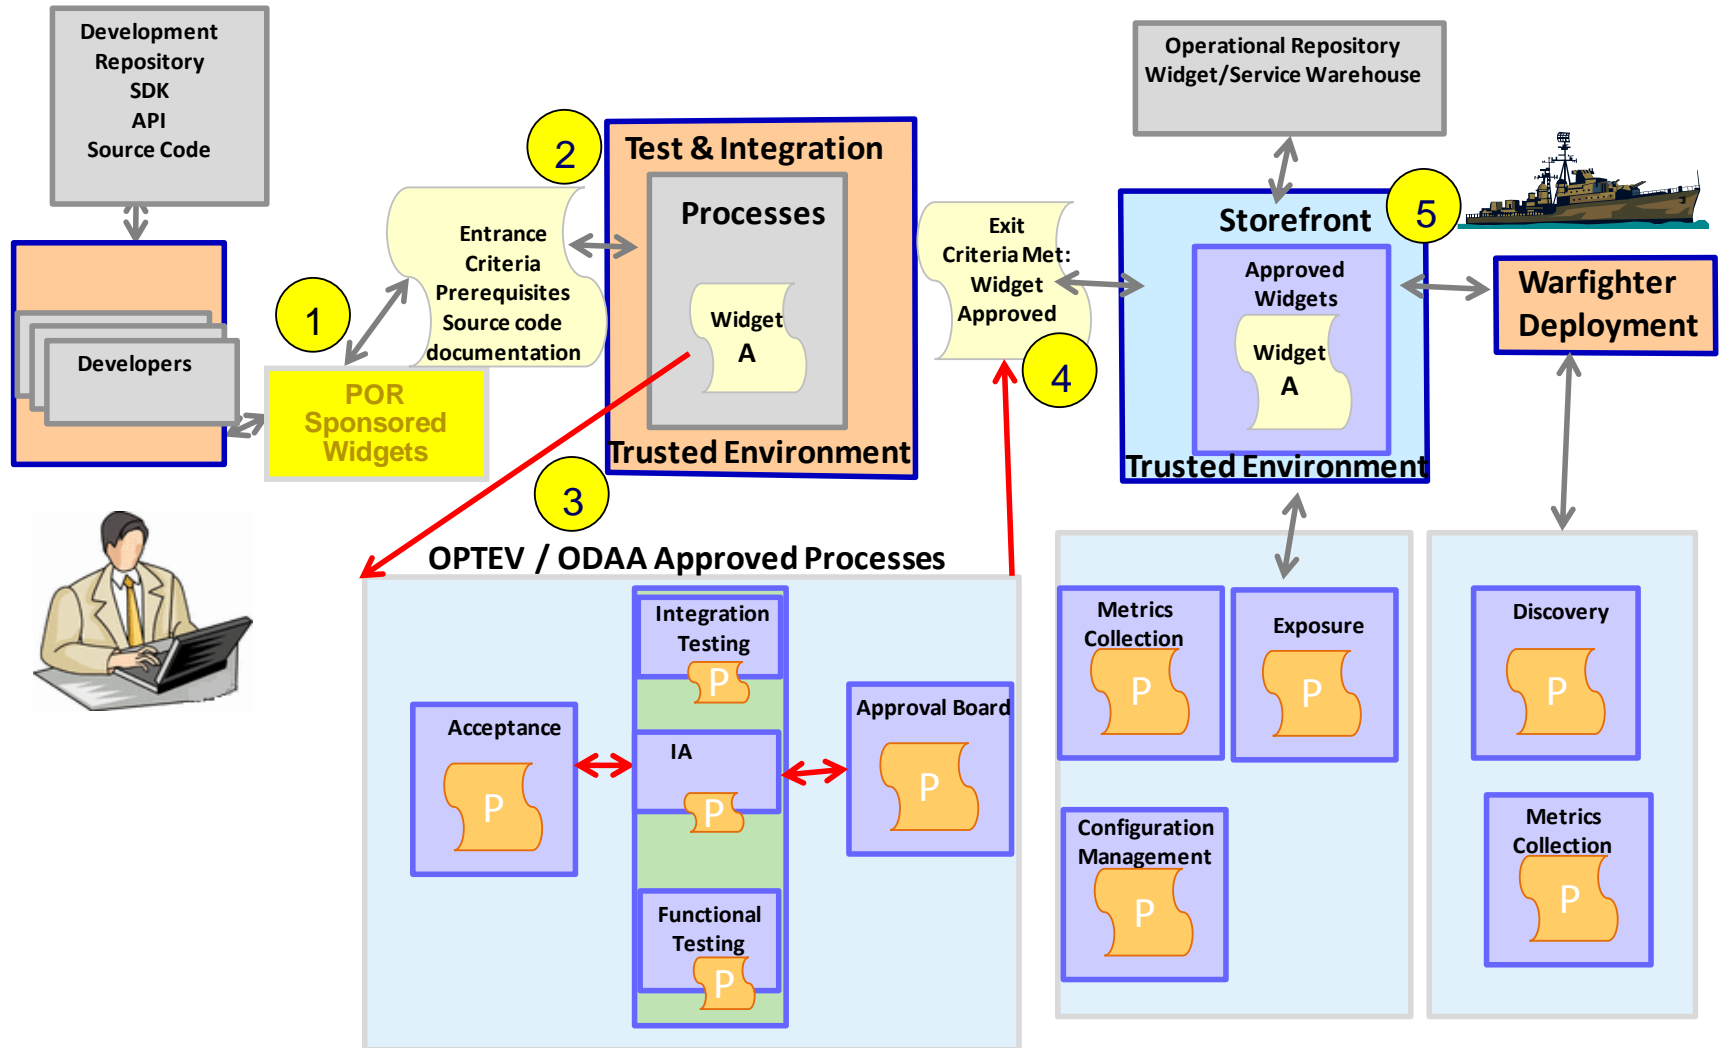 Development
Repository
SDK
API
Source Code
Developers
1
POR
Sponsored
Widgets
2
Entrance
Criteria
Prerequisites
Source code
documentation
Test & Integration
Processes
Widget
A
Trusted Environment
3
OPTEV / ODAA Approved Processes
Acceptance
P
Integration
Testing
P
IA
P
Functional
Testing
P
Approval Board
P
Exit
Criteria Met:
Widget
Approved
4
Operational Repository
Widget/Service Warehouse
Storefront
5
Approved
Widgets
Widget
A
Trusted Environment
Warfighter
Deployment
Metrics
Collection
P
Exposure
P
Configuration
Management
P
Discovery
P
Metrics
Collection
P